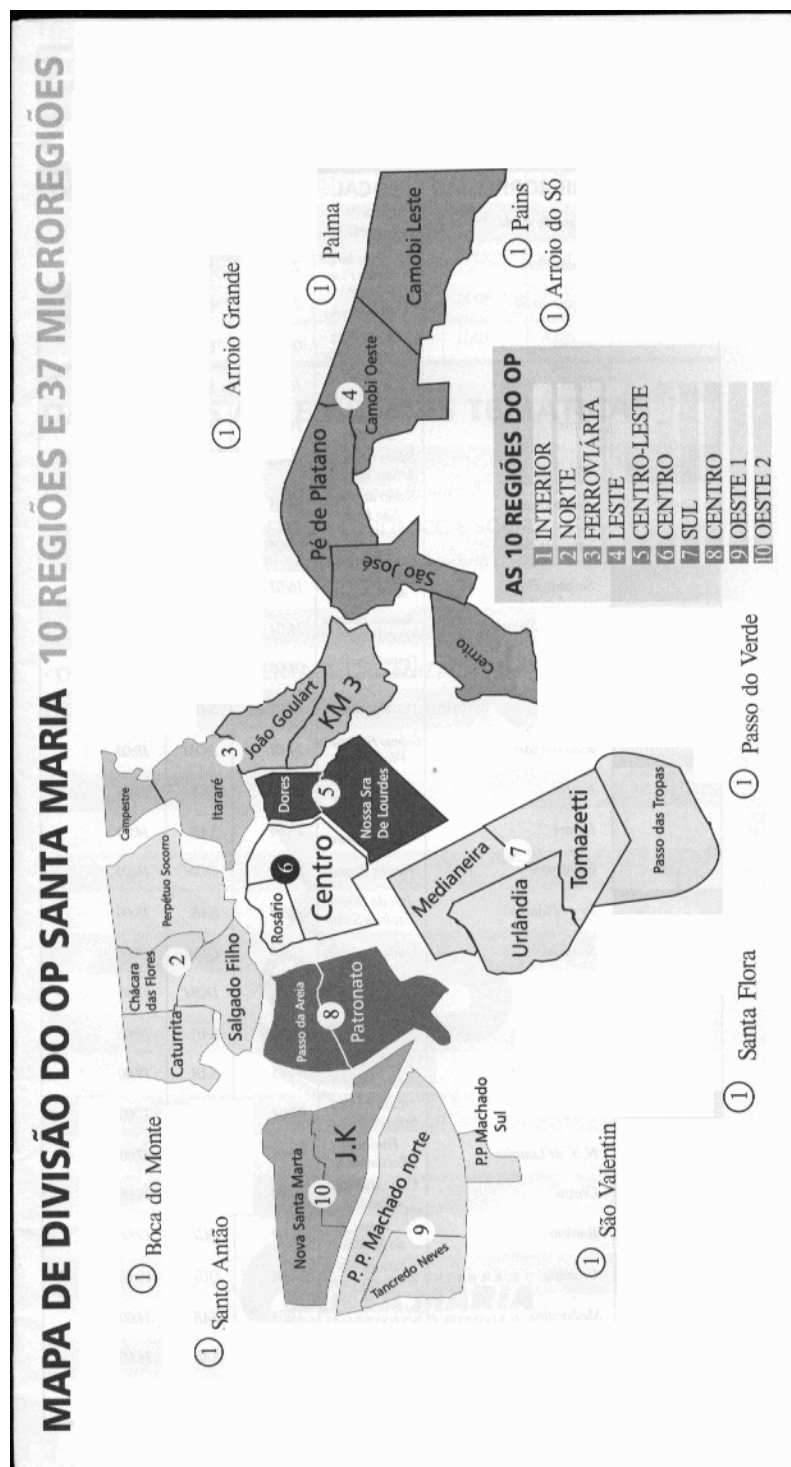 MAPA DE DIVISÃO DO OP SANTA MARIA 10 REGIÕES E 37 MICROREGIÕES
1 Boca do Monte
1 Santo Antão
1 Arroio Grande
1 Palma
1 Pains
1 Arroio do Só
1 Passo do Verde
1 Santa Flora
1 São Valentin
Campestre
3
Itararé
João Goulart
KM 3
Chácara
das Flores
Perpétuo Socorro
2
Caturrita
Salgado Filho
Rosário
6
Centro
Dores
5
Nossa Sra
De Lourdes
Passo da Areia
8
Patronato
Nova Santa Marta
10
J.K
P. P. Machado norte
9
Tancredo Neves
P.P Machado
Sul
Medianeira
7
Urlândia
Tomazetti
Passo das Tropas
Pé de Platano
4
Camobi Oeste
Camobi Leste
São José
Cerrito
AS 10 REGIÕES DO OP
1 INTERIOR
2 NORTE
3 FERROVIÁRIA
4 LESTE
5 CENTRO-LESTE
6 CENTRO
7 SUL
8 CENTRO
9 OESTE 1
10 OESTE 2